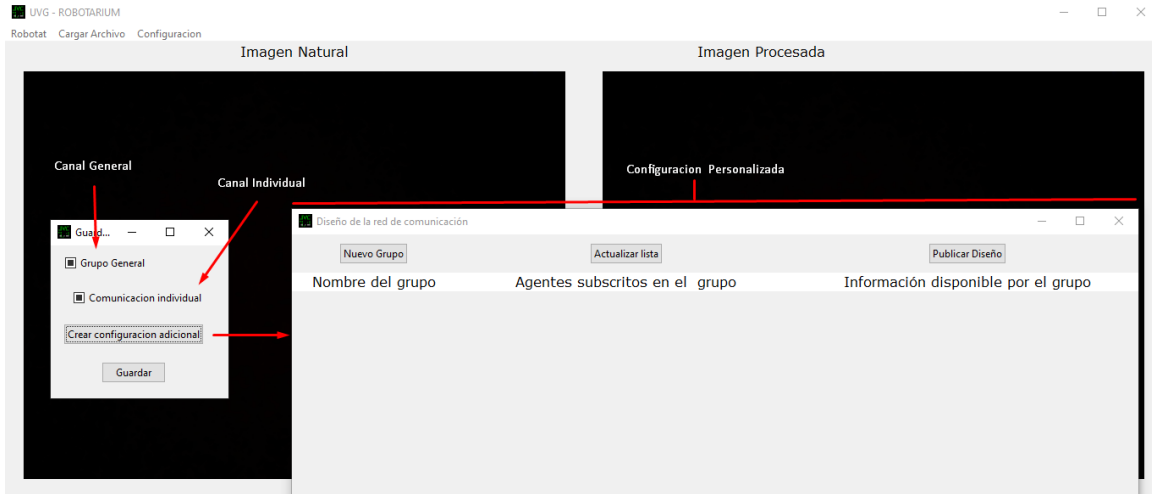 UVG - ROBOTARIUM
Robotat Cargar Archivo Configuracion
Imagen Natural
Imagen Procesada
Canal General
Canal Individual
Configuracion Personalizada
Guard...
Grupo General
Comunicacion individual
Crear configuracion adicional
Guardar
Diseño de la red de comunicación
Nuevo Grupo
Actualizar lista
Publicar Diseño
Nombre del grupo
Agentes subscritos en el grupo
Información disponible por el grupo